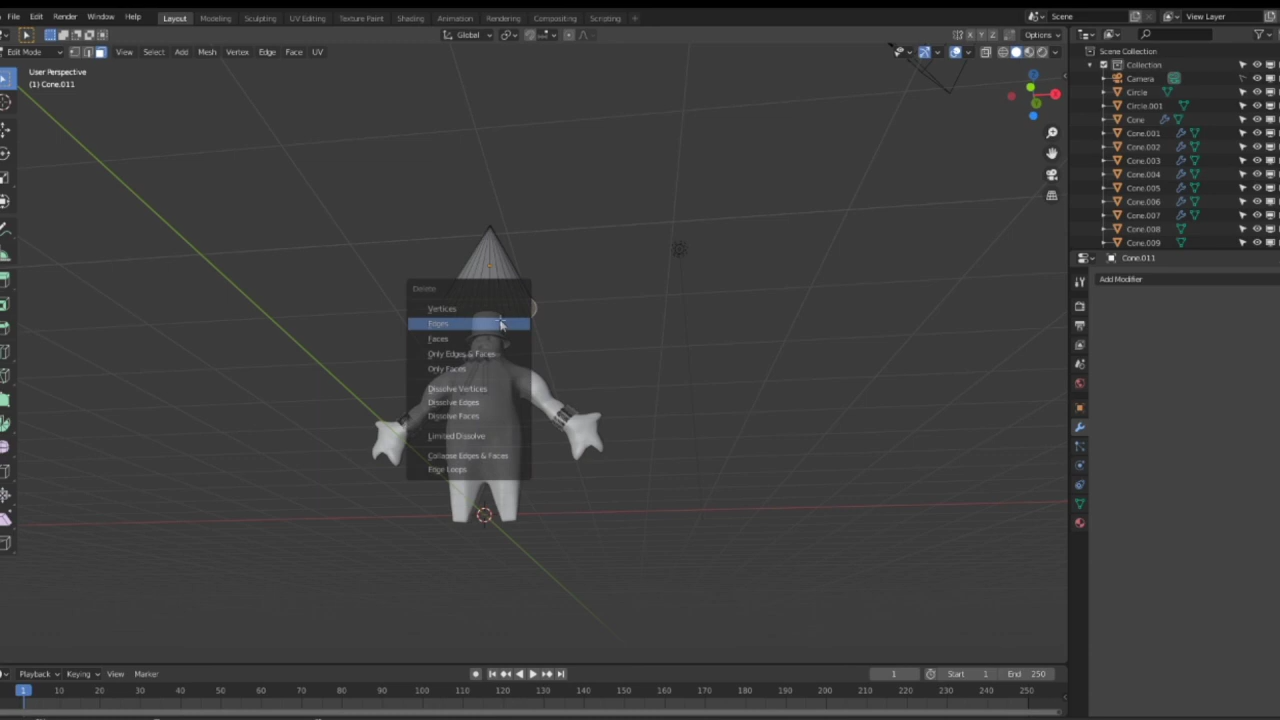 File Edit Render Window Help Layout Modeling Sculpting UV Editing Texture Paint Shading Animation Rendering Compositing Scripting + Scene View Layer
Global Options
Edit Mode View Select Add Mesh Vertex Edge Face UV
X Y Z
User Perspective
(1) Cone.011
Scene Collection
Collection
Camera
Circle
Circle.001
Cone
Cone.001
Cone.002
Cone.003
Cone.004
Cone.005
Cone.006
Cone.007
Cone.008
Cone.009
Cone.011
Add Modifier
Delete
Vertices
Edges
Faces
Only Edges & Faces
Only Faces
Dissolve Vertices
Dissolve Edges
Dissolve Faces
Limited Dissolve
Collapse Edges & Faces
Edge Loops
Playback Keying View Marker 1 Start 1 End 250
1 10 20 30 40 50 60 70 80 90 100 110 120 130 140 150 160 170 180 190 200 210 220 230 240 250